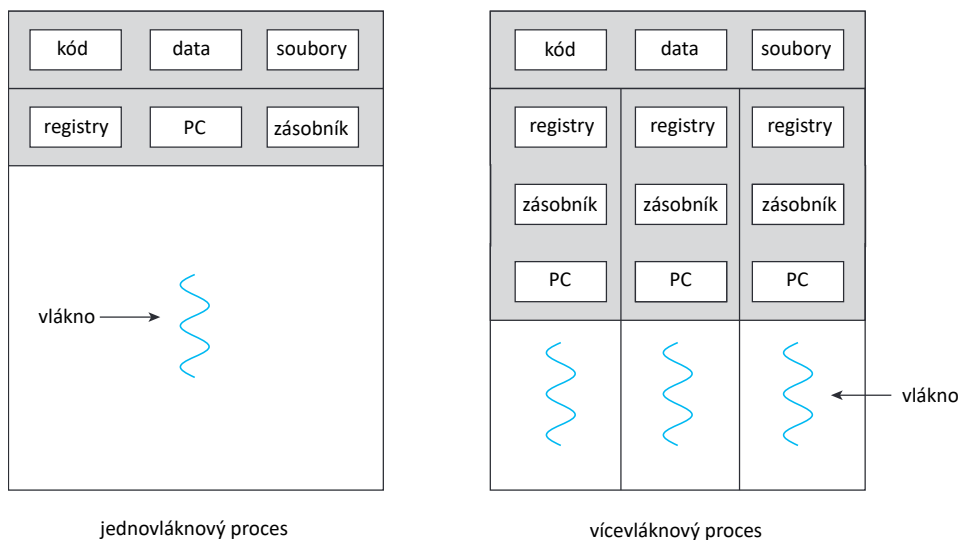 kód data soubory
registry PC zásobník
vlákno
jednovláknový proces
kód data soubory
registry registry registry
zásobník zásobník zásobník
PC PC PC
vlákno
vícevláknový proces